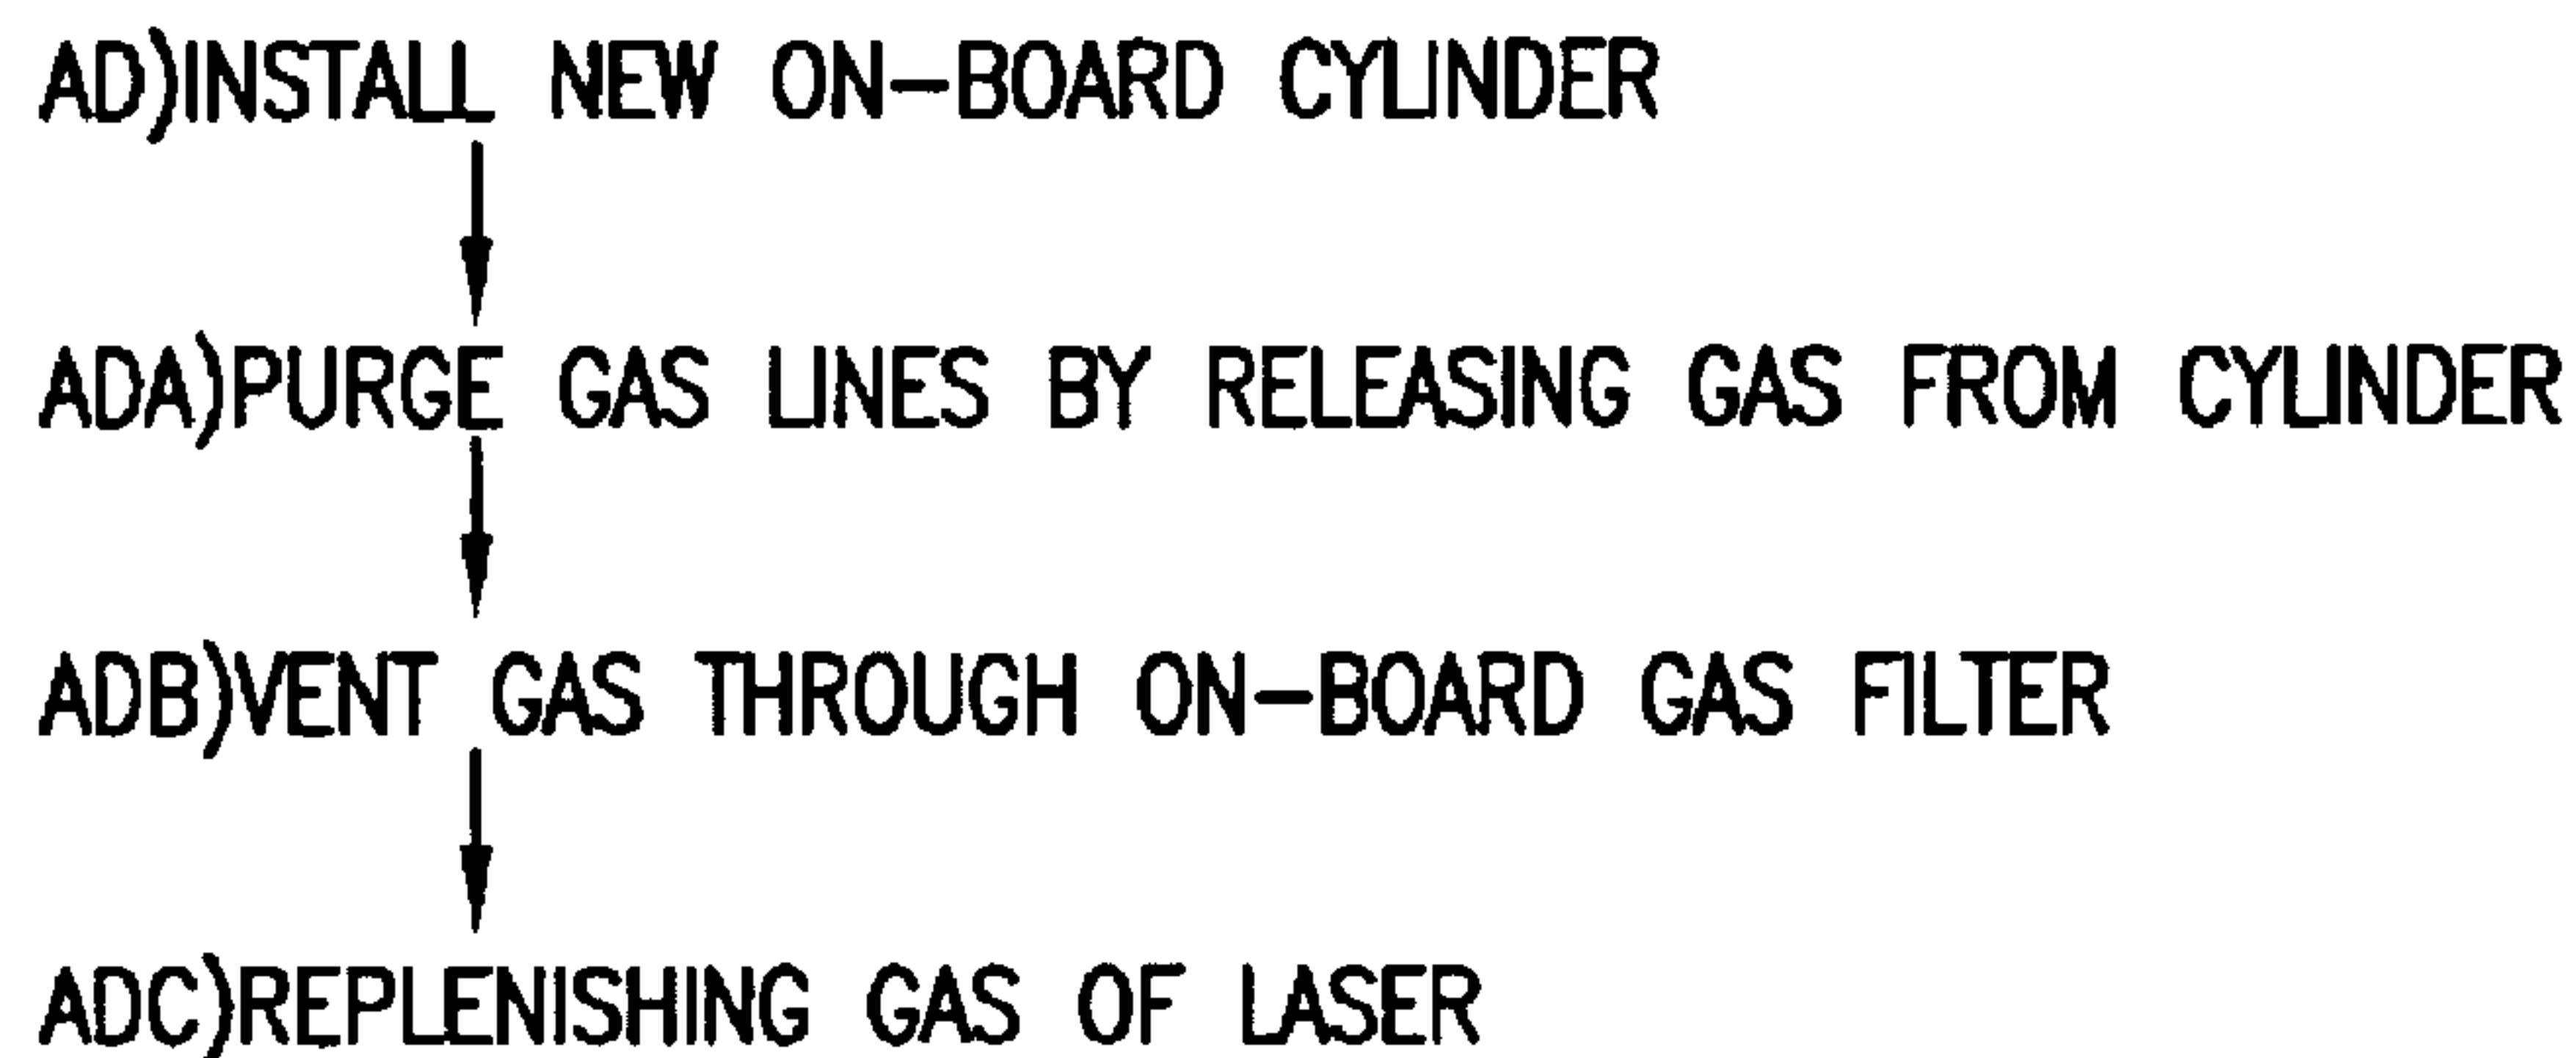 AD)INSTALL NEW ON-BOARD CYLINDER
ADA)PURGE GAS LINES BY RELEASING GAS FROM CYLINDER
ADB)VENT GAS THROUGH ON-BOARD GAS FILTER
ADC)REPLENISHING GAS OF LASER